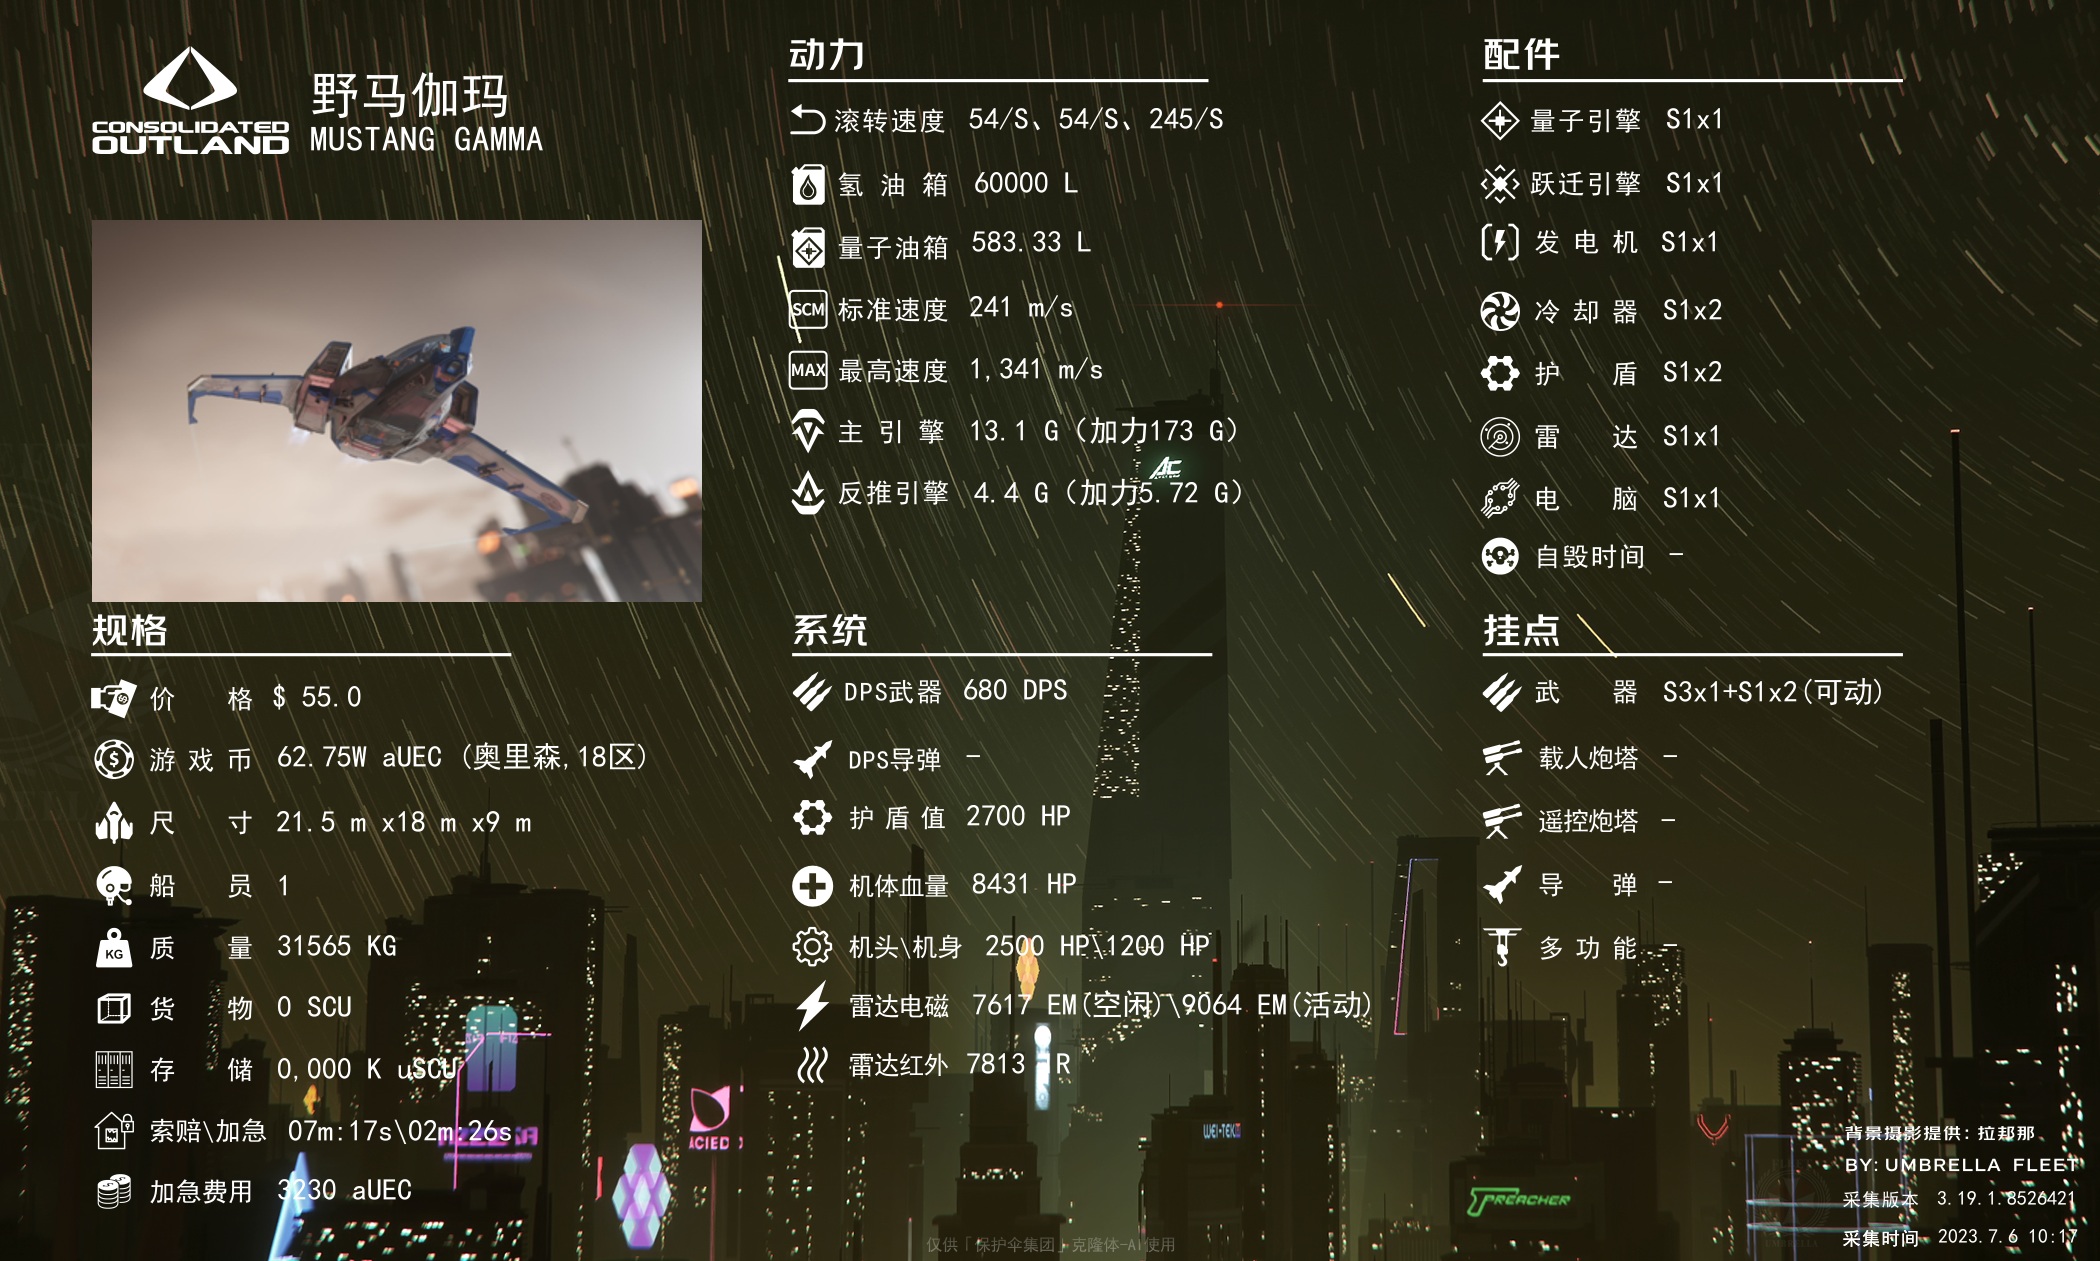 CONSOLIDATED
OUTLAND
野马伽玛
MUSTANG GAMMA
规格
价格 $ 55.0
游戏币 62.75W aUEC (奥里森,18区)
尺寸 21.5 m x18 m x9 m
船员 1
KG 质量 31565 KG
货物 0 SCU
存储 0,000 K uSCU
索赔\加急 07m:17s\02m:26s
加急费用 3230 aUEC
动力
滚转速度 54/S、54/S、245/S
氢油箱 60000 L
量子油箱 583.33 L
SCM 标准速度 241 m/s
MAX 最高速度 1,341 m/s
主引擎 13.1 G (加力173 G)
反推引擎 4.4 G (加力5.72 G)
系统
DPS武器 680 DPS
DPS导弹 -
护盾值 2700 HP
机体血量 8431 HP
机头\机身 2500 HP\1200 HP
雷达电磁 7617 EM(空闲)\9064 EM(活动)
雷达红外 7813 IR
配件
量子引擎 S1x1
跃迁引擎 S1x1
发电机 S1x1
冷却器 S1x2
护盾 S1x2
雷达 S1x1
电脑 S1x1
自毁时间 -
挂点
武器 S3x1+S1x2(可动)
载人炮塔 -
遥控炮塔 -
导弹 -
多功能 -
AC
ACIED
WEI-TEK
TPREACHER
背景摄影提供：拉邦那
BY: UMBRELLA FLEET
采集版本 3.19.1.8526421
采集时间 2023.7.6 10:17
仅供「保护伞集团」克隆体-AI使用